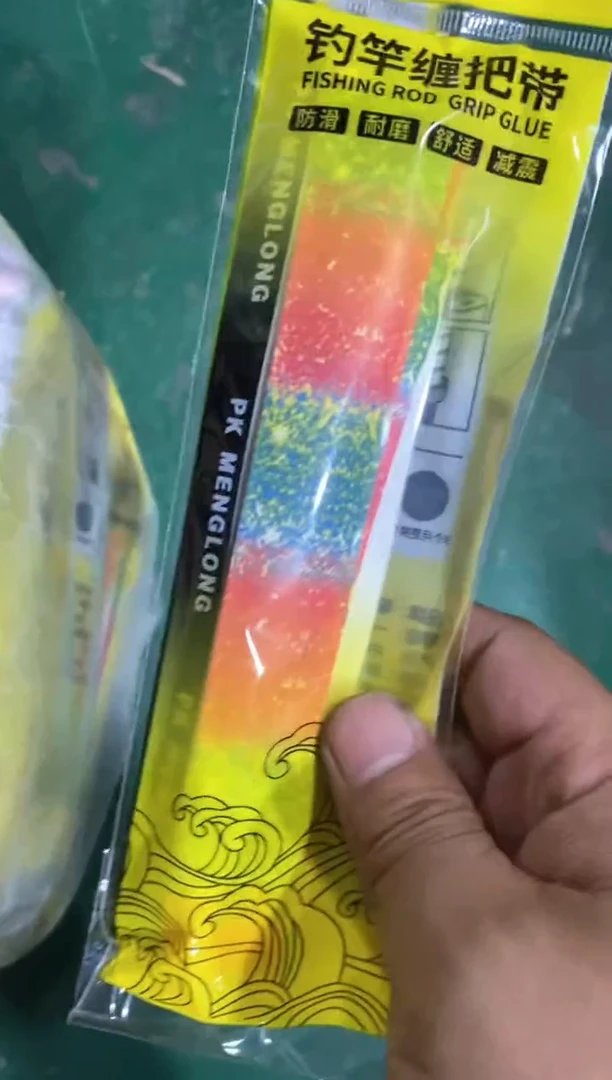 钓竿缠把带
FISHING ROD GRIP GLUE
防滑 耐磨 舒适 减震
MENGLONG
PK MENGLONG
PK